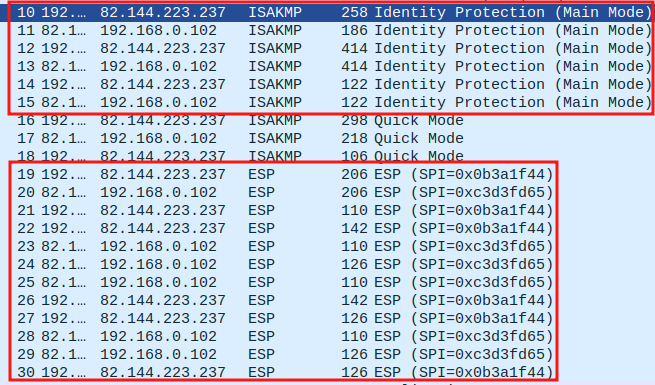 10 192.… 82.144.223.237 ISAKMP 258 Identity Protection (Main Mode)
11 82.1… 192.168.0.102 ISAKMP 186 Identity Protection (Main Mode)
12 192.… 82.144.223.237 ISAKMP 414 Identity Protection (Main Mode)
13 82.1… 192.168.0.102 ISAKMP 414 Identity Protection (Main Mode)
14 192.… 82.144.223.237 ISAKMP 122 Identity Protection (Main Mode)
15 82.1… 192.168.0.102 ISAKMP 122 Identity Protection (Main Mode)
16 192.… 82.144.223.237 ISAKMP 298 Quick Mode
17 82.1… 192.168.0.102 ISAKMP 218 Quick Mode
18 192.… 82.144.223.237 ISAKMP 106 Quick Mode
19 192.… 82.144.223.237 ESP 206 ESP (SPI=0x0b3a1f44)
20 82.1… 192.168.0.102 ESP 206 ESP (SPI=0xc3d3fd65)
21 192.… 82.144.223.237 ESP 110 ESP (SPI=0x0b3a1f44)
22 192.… 82.144.223.237 ESP 142 ESP (SPI=0x0b3a1f44)
23 82.1… 192.168.0.102 ESP 110 ESP (SPI=0xc3d3fd65)
24 82.1… 192.168.0.102 ESP 126 ESP (SPI=0xc3d3fd65)
25 82.1… 192.168.0.102 ESP 110 ESP (SPI=0xc3d3fd65)
26 192.… 82.144.223.237 ESP 142 ESP (SPI=0x0b3a1f44)
27 192.… 82.144.223.237 ESP 126 ESP (SPI=0x0b3a1f44)
28 82.1… 192.168.0.102 ESP 110 ESP (SPI=0xc3d3fd65)
29 82.1… 192.168.0.102 ESP 126 ESP (SPI=0xc3d3fd65)
30 192.… 82.144.223.237 ESP 126 ESP (SPI=0x0b3a1f44)